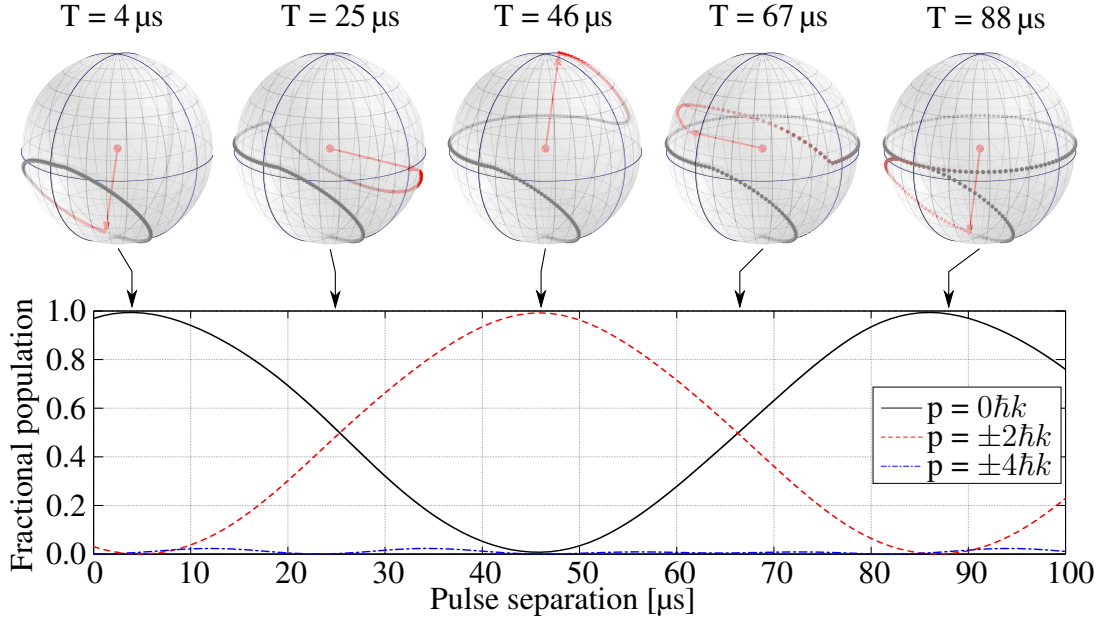 T = 4 µs T = 25 µs T = 46 µs T = 67 µs T = 88 µs
Fractional population
1.0
0.8
0.6
0.4
0.2
0.0
p = 0ħk
p = ±2ħk
p = ±4ħk
0 10 20 30 40 50 60 70 80 90 100
Pulse separation [µs]